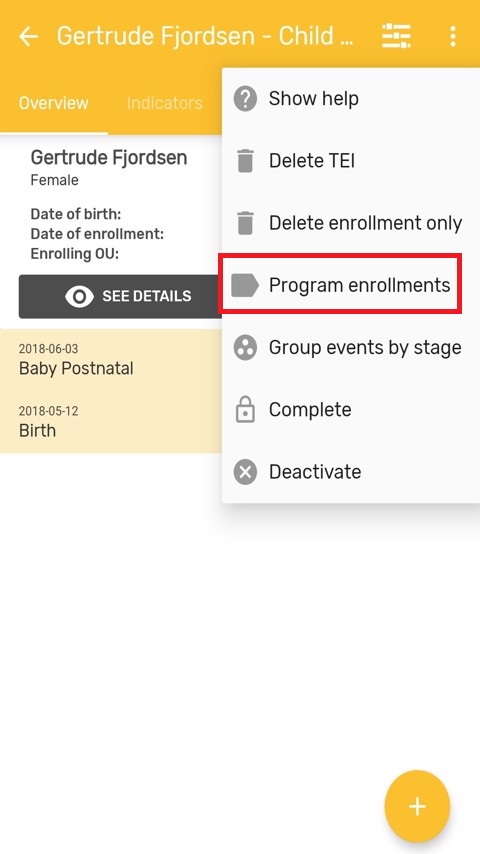 Gertrude Fjordsen - Child ...
Overview
Indicators
Show help
Delete TEI
Delete enrollment only
Program enrollments
Group events by stage
Complete
Deactivate
Gertrude Fjordsen
Female
Date of birth:
Date of enrollment:
Enrolling OU:
SEE DETAILS
2018-06-03
Baby Postnatal
2018-05-12
Birth